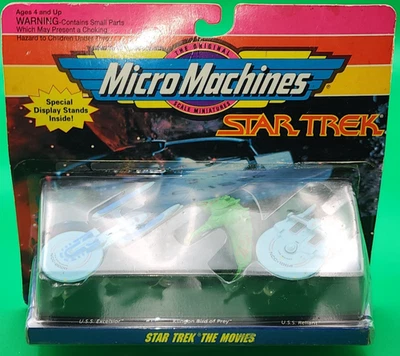 Ages 4 and Up
WARNING-Contains Small Parts
Which May Present a Choking
Hazard to Children Under
THE ORIGINAL
Micro Machines
SCALE MINIATURES
Special
Display Stands
Inside!
STAR TREK
U.S.S. Excelsior
Klingon Bird of Prey
U.S.S. Reliant
STAR TREK THE MOVIES